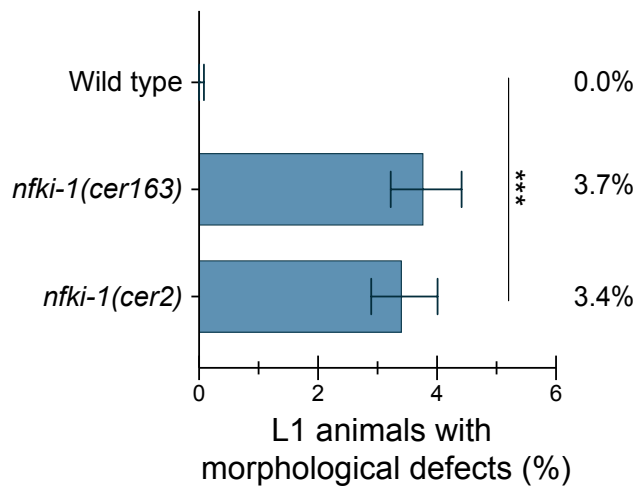 Wild type
0.0%
nfki-1(cer163)
3.7%
***
nfki-1(cer2)
3.4%
0
2
4
6
L1 animals with
morphological defects (%)